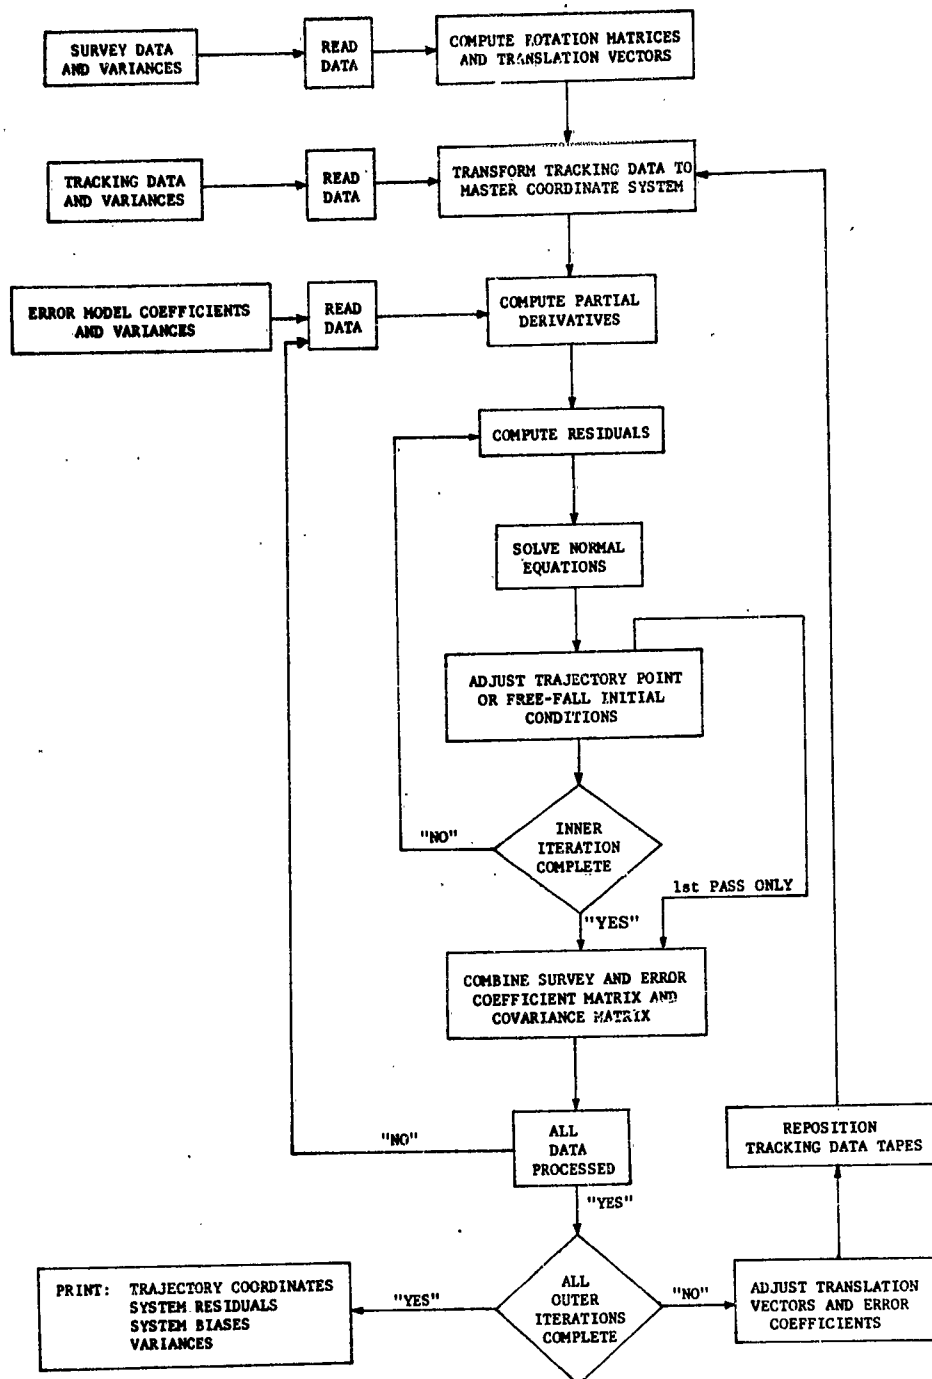 SURVEY DATA
AND VARIANCES
READ
DATA
COMPUTE ROTATION MATRICES
AND TRANSLATION VECTORS
TRACKING DATA
AND VARIANCES
READ
DATA
TRANSFORM TRACKING DATA TO
MASTER COORDINATE SYSTEM
ERROR MODEL COEFFICIENTS
AND VARIANCES
READ
DATA
COMPUTE PARTIAL
DERIVATIVES
COMPUTE RESIDUALS
SOLVE NORMAL
EQUATIONS
ADJUST TRAJECTORY POINT
OR FREE-FALL INITIAL
CONDITIONS
"NO"
INNER
ITERATION
COMPLETE
1st PASS ONLY
"YES"
COMBINE SURVEY AND ERROR
COEFFICIENT MATRIX AND
COVARIANCE MATRIX
"NO"
ALL
DATA
PROCESSED
REPOSITION
TRACKING DATA TAPES
"YES"
PRINT: TRAJECTORY COORDINATES
SYSTEM RESIDUALS
SYSTEM BIASES
VARIANCES
"YES"
ALL
OUTER
ITERATIONS
COMPLETE
"NO"
ADJUST TRANSLATION
VECTORS AND ERROR
COEFFICIENTS